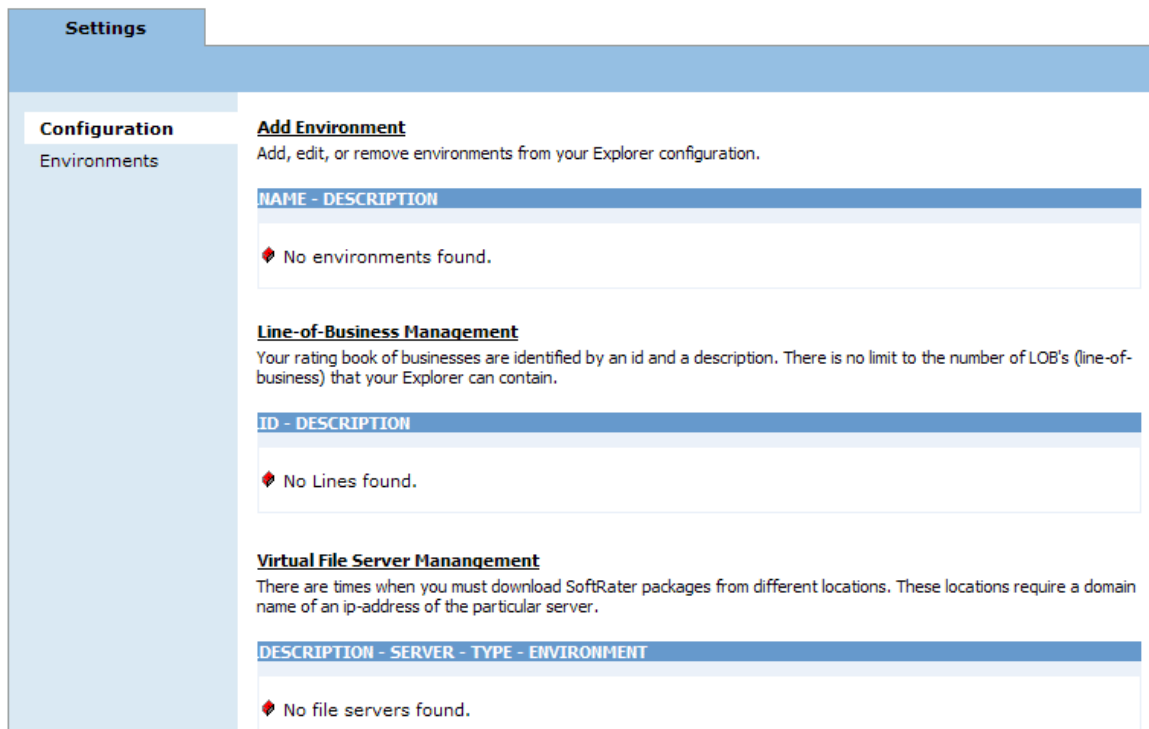 Settings
Configuration
Environments
Add Environment
Add, edit, or remove environments from your Explorer configuration.
NAME - DESCRIPTION
No environments found.
Line-of-Business Management
Your rating book of businesses are identified by an id and a description. There is no limit to the number of LOB's (line-of-
business) that your Explorer can contain.
ID - DESCRIPTION
No Lines found.
Virtual File Server Manangement
There are times when you must download SoftRater packages from different locations. These locations require a domain
name of an ip-address of the particular server.
DESCRIPTION - SERVER - TYPE - ENVIRONMENT
No file servers found.